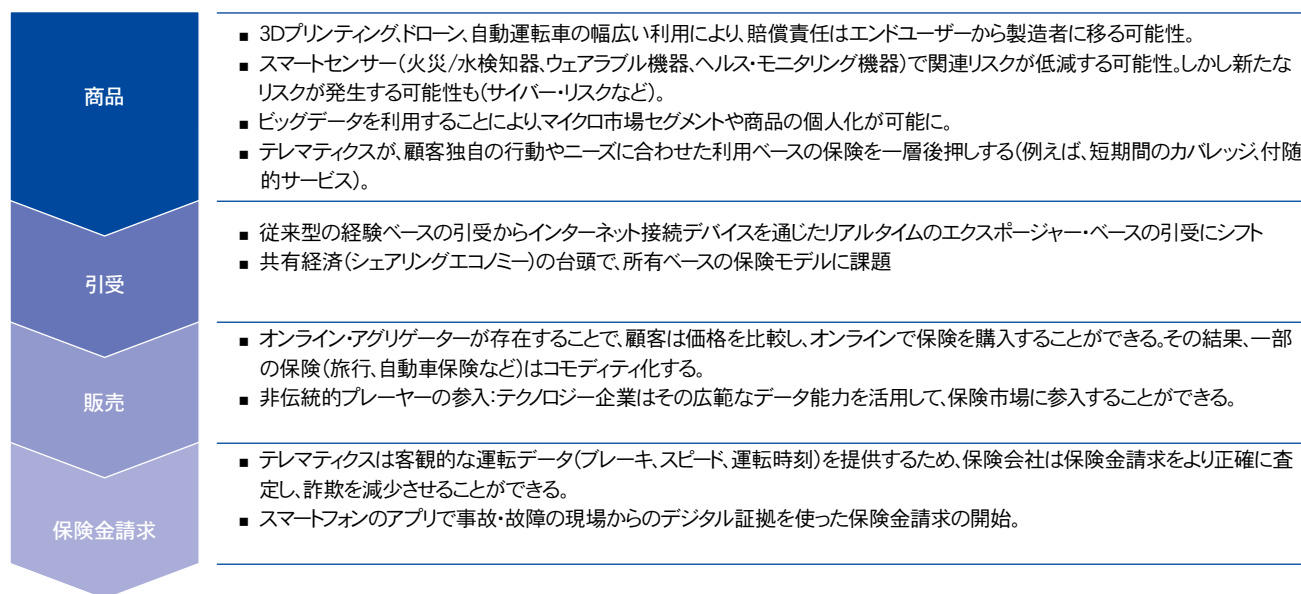 商品
■ 3Dプリンティング、ドローン、自動運転車の幅広い利用により、賠償責任はエンドユーザーから製造者に移る可能性。
■ スマートセンサー(火災/水検知器、ウェアラブル機器、ヘルス・モニタリング機器)で関連リスクが低減する可能性。しかし新たな
リスクが発生する可能性も(サイバー・リスクなど)。
■ ビッグデータを利用することにより、マイクロ市場セグメントや商品の個人化が可能に。
■ テレマティクスが、顧客独自の行動やニーズに合わせた利用ベースの保険を一層後押しする(例えば、短期間のカバレッジ、付随
的サービス)。
引受
■ 従来型の経験ベースの引受からインターネット接続デバイスを通じたリアルタイムのエクスポージャー・ベースの引受にシフト
■ 共有経済(シェアリングエコノミー)の台頭で、所有ベースの保険モデルに課題
販売
■ オンライン・アグリゲーターが存在することで、顧客は価格を比較し、オンラインで保険を購入することができる。その結果、一部
の保険(旅行、自動車保険など)はコモディティ化する。
■ 非伝統的プレーヤーの参入:テクノロジー企業はその広範なデータ能力を活用して、保険市場に参入することができる。
保険金請求
■ テレマティクスは客観的な運転データ(ブレーキ、スピード、運転時刻)を提供するため、保険会社は保険金請求をより正確に査
定し、詐欺を減少させることができる。
■ スマートフォンのアプリで事故・故障の現場からのデジタル証拠を使った保険金請求の開始。